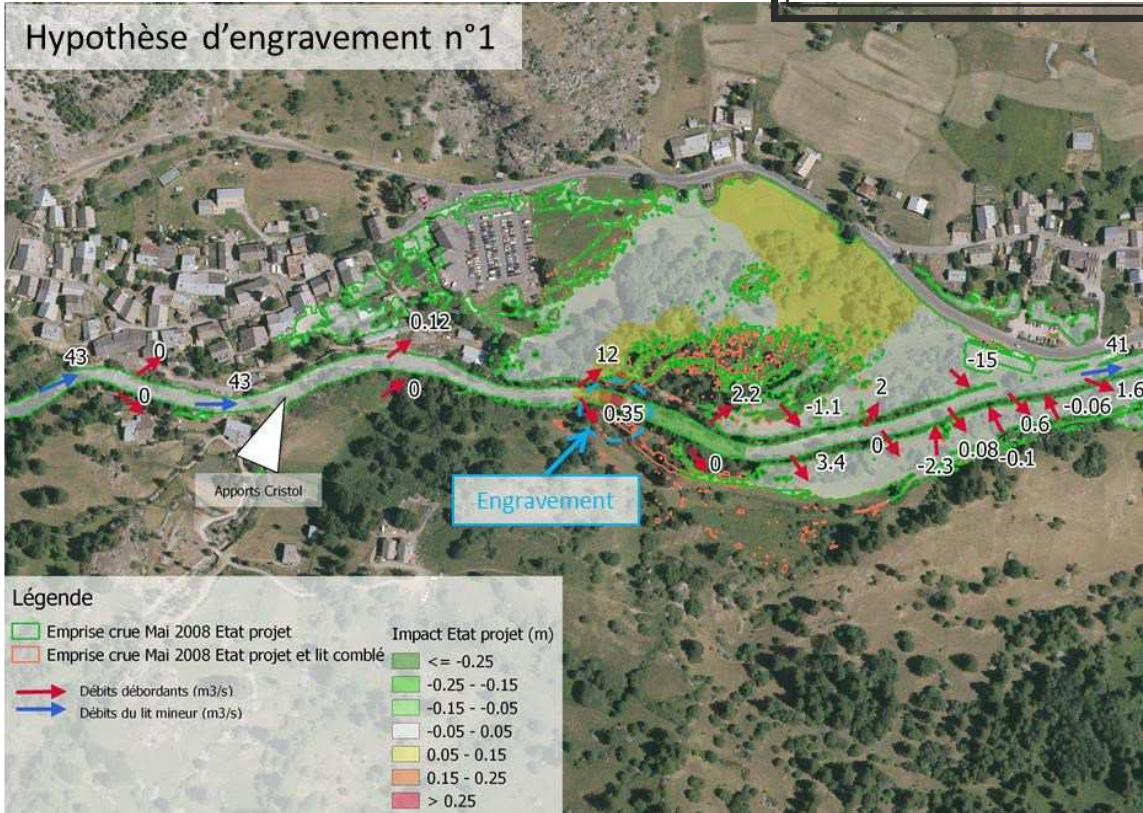 Hypothèse d'engravement n°1
43
0
0
43
0.12
0
12
0.35
2.2
-1.1
2
-15
41
1.6
-0.06
0.6
-0.1
0.08
-2.3
0
3.4
0
Apports Cristol
Engravement
Légende
Emprise crue Mai 2008 Etat projet
Emprise crue Mai 2008 Etat projet et lit comblé
Débits débordants (m3/s)
Débits du lit mineur (m3/s)
Impact Etat projet (m)
<= -0.25
-0.25 - -0.15
-0.15 - -0.05
-0.05 - 0.05
0.05 - 0.15
0.15 - 0.25
> 0.25